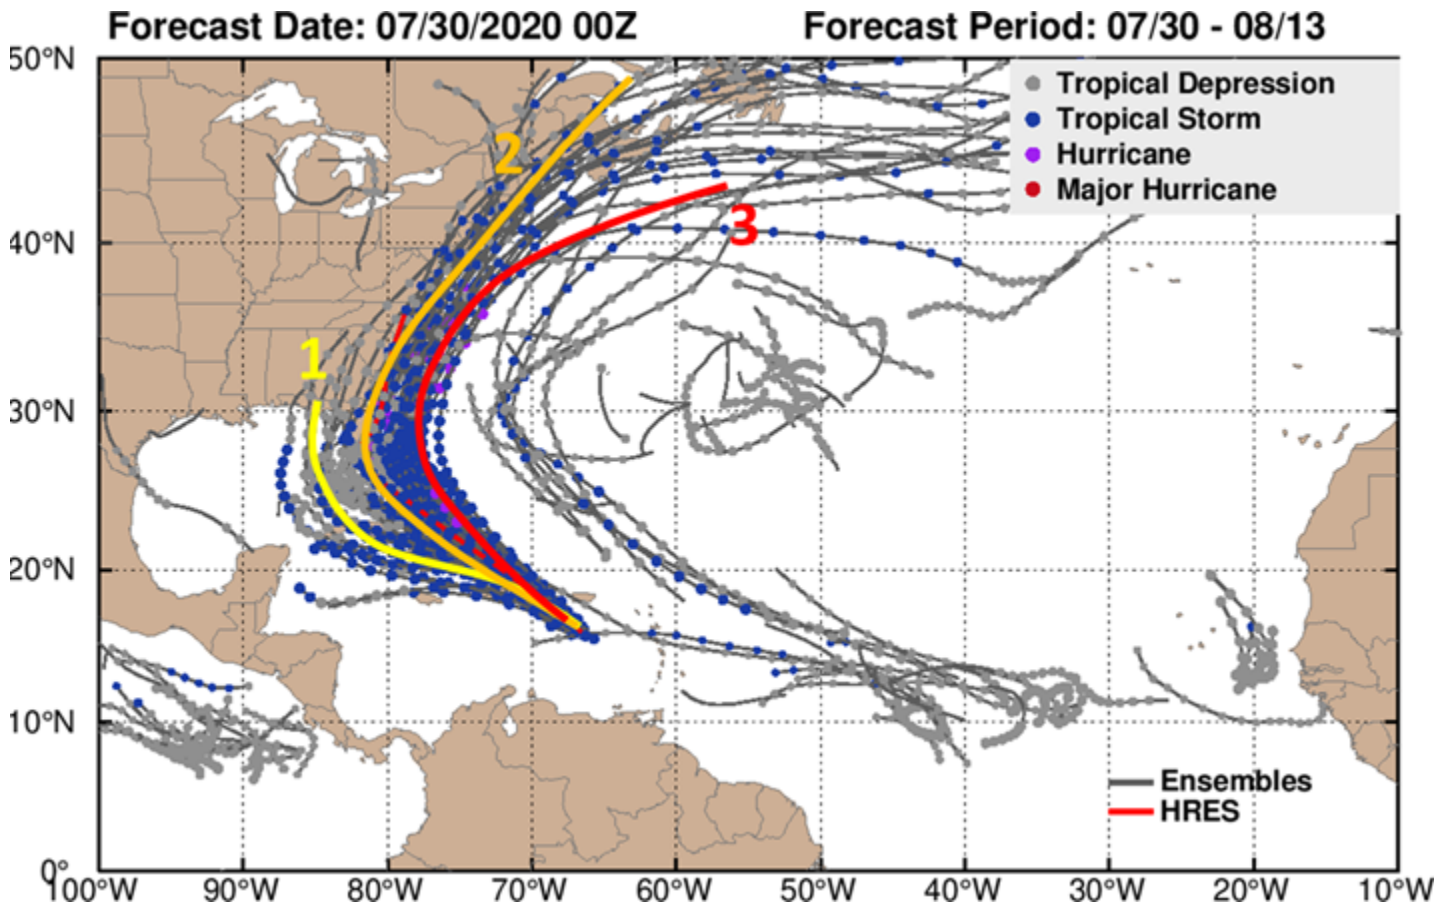 Forecast Date: 07/30/2020 00Z
Forecast Period: 07/30 - 08/13
50°N
Tropical Depression
Tropical Storm
Hurricane
Major Hurricane
2
3
40°N
1
30°N
20°N
10°N
Ensembles
HRES
0°
100°W 90°W 80°W 70°W 60°W 50°W 40°W 30°W 20°W 10°W